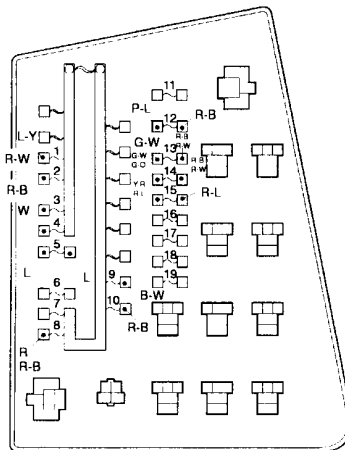 11
P-L
R-B
L-Y
12
R-B
R-W
G-W
R-W
1
13
G-W
G-O
R-B
R-W
2
14
R-B
Y-R
R-L
15
R-L
W
3
16
4
17
5
18
L
L
9
19
6
B-W
7
10
R-B
8
R
R-B